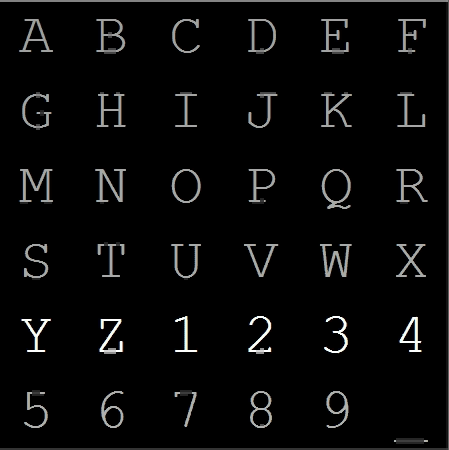 A B C D E F
G H I J K L
M N O P Q R
S T U V W X
Y Z 1 2 3 4
5 6 7 8 9 _